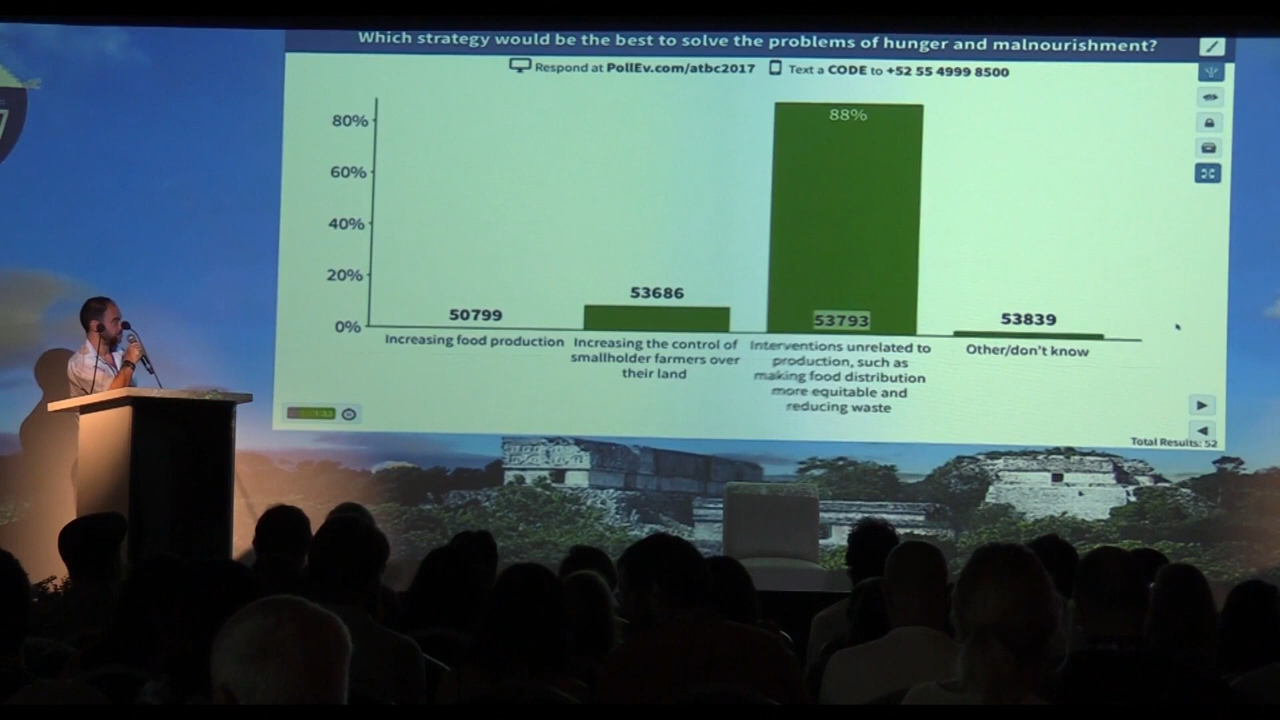 Which strategy would be the best to solve the problems of hunger and malnourishment?
Respond at PollEv.com/atbc2017 Text a CODE to +52 55 4999 8500
80%
60%
40%
20%
0%
88%
50799
53686
53793
53839
Increasing food production
Increasing the control of
smallholder farmers over
their land
Interventions unrelated to
production, such as
making food distribution
more equitable and
reducing waste
Other/don't know
Total Results: 52
7